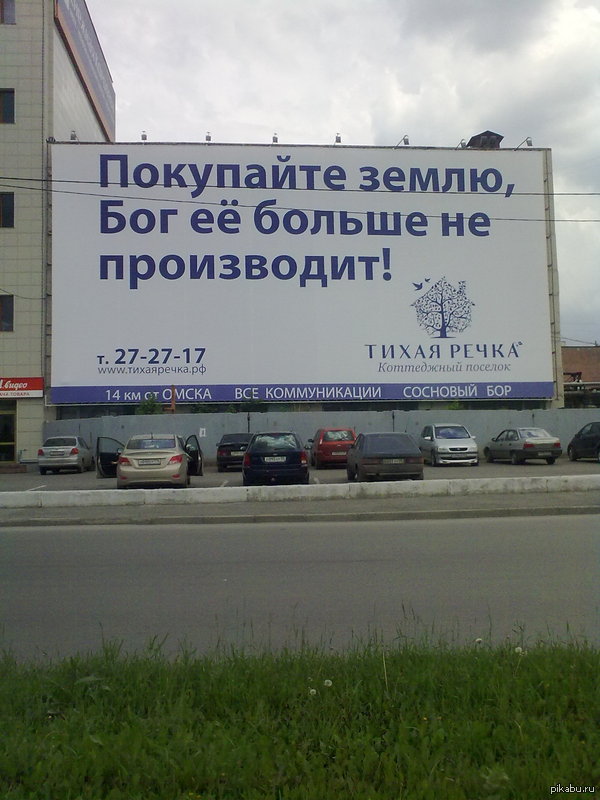 Покупайте землю,
Бог её больше не
производит!
т. 27-27-17
www.тихаяречка.рф
ТИХАЯ РЕЧКА
Коттеджный поселок
14 км от ОМСКА ВСЕ КОММУНИКАЦИИ СОСНОВЫЙ БОР
pikabu.ru